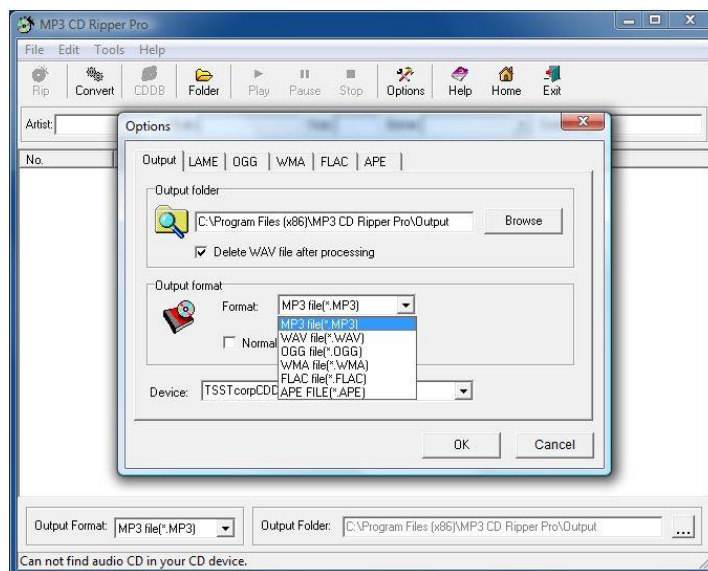 MP3 CD Ripper Pro
File Edit Tools Help
Rip Convert CDDB Folder Play Pause Stop Options Help Home Exit
Artist:
No.
Options
Output LAME OGG WMA FLAC APE
Output folder
C:\Program Files (x86)\MP3 CD Ripper Pro\Output Browse
Delete WAV file after processing
Output format
Format: MP3 file(*.MP3)
MP3 file(*.MP3)
WAV file(*.WAV)
Normal
OGG file(*.OGG)
WMA file(*.WMA)
FLAC file(*.FLAC)
APE FILE(*.APE)
Device: TSSTcorpCDD
OK Cancel
Output Format: MP3 file(*.MP3) Output Folder: C:\Program Files (x86)\MP3 CD Ripper Pro\Output ...
Can not find audio CD in your CD device.